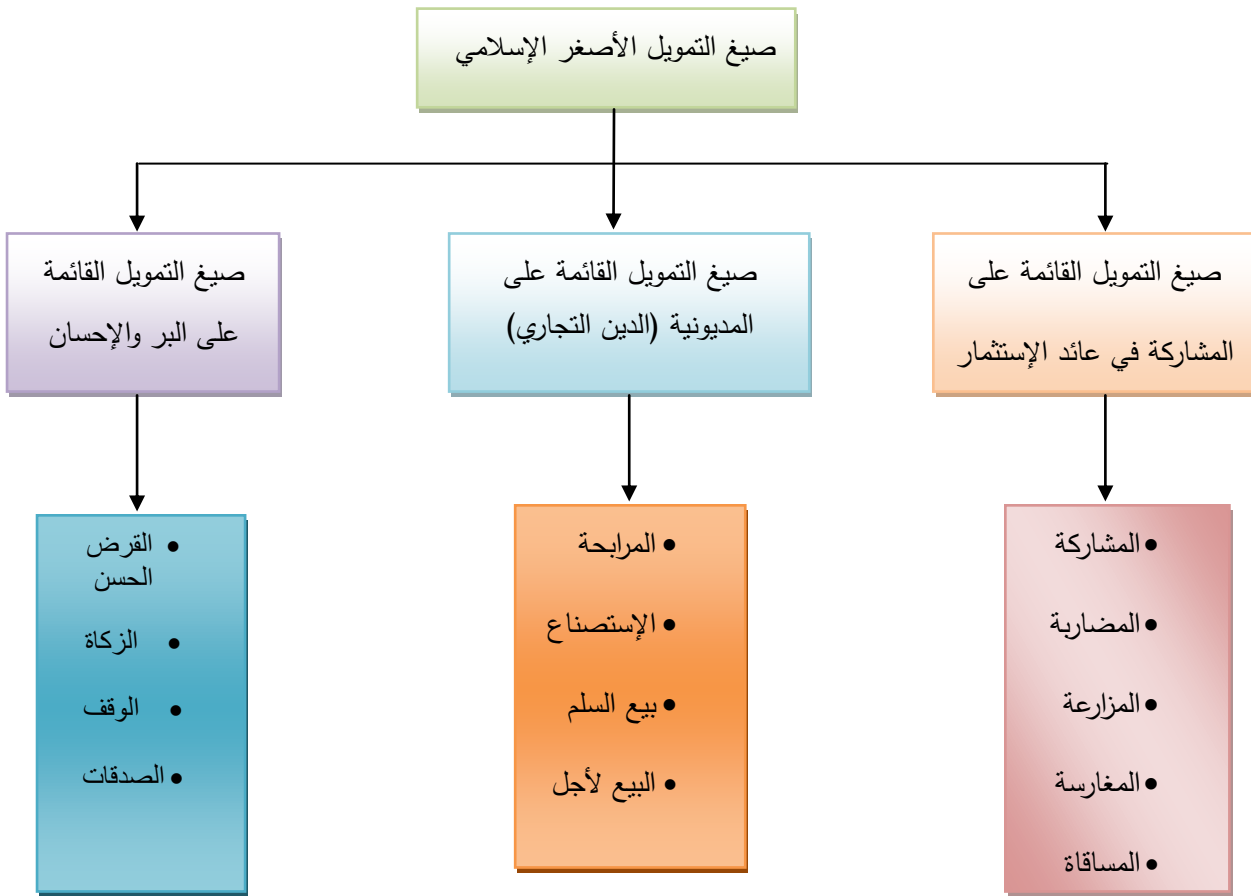 صيغ التمويل الأصغر الإسلامي
صيغ التمويل القائمة على
المشاركة في عائد الإستثمار
صيغ التمويل القائمة على
المديونية (الدين التجاري)
صيغ التمويل القائمة
على البر والإحسان
• المشاركة
• المضاربة
• المزارعة
• المغارسة
• المساقاة
• المرابحة
• الإستصناع
• بيع السلم
• البيع لأجل
• القرض
الحسن
• الزكاة
• الوقف
• الصدقات